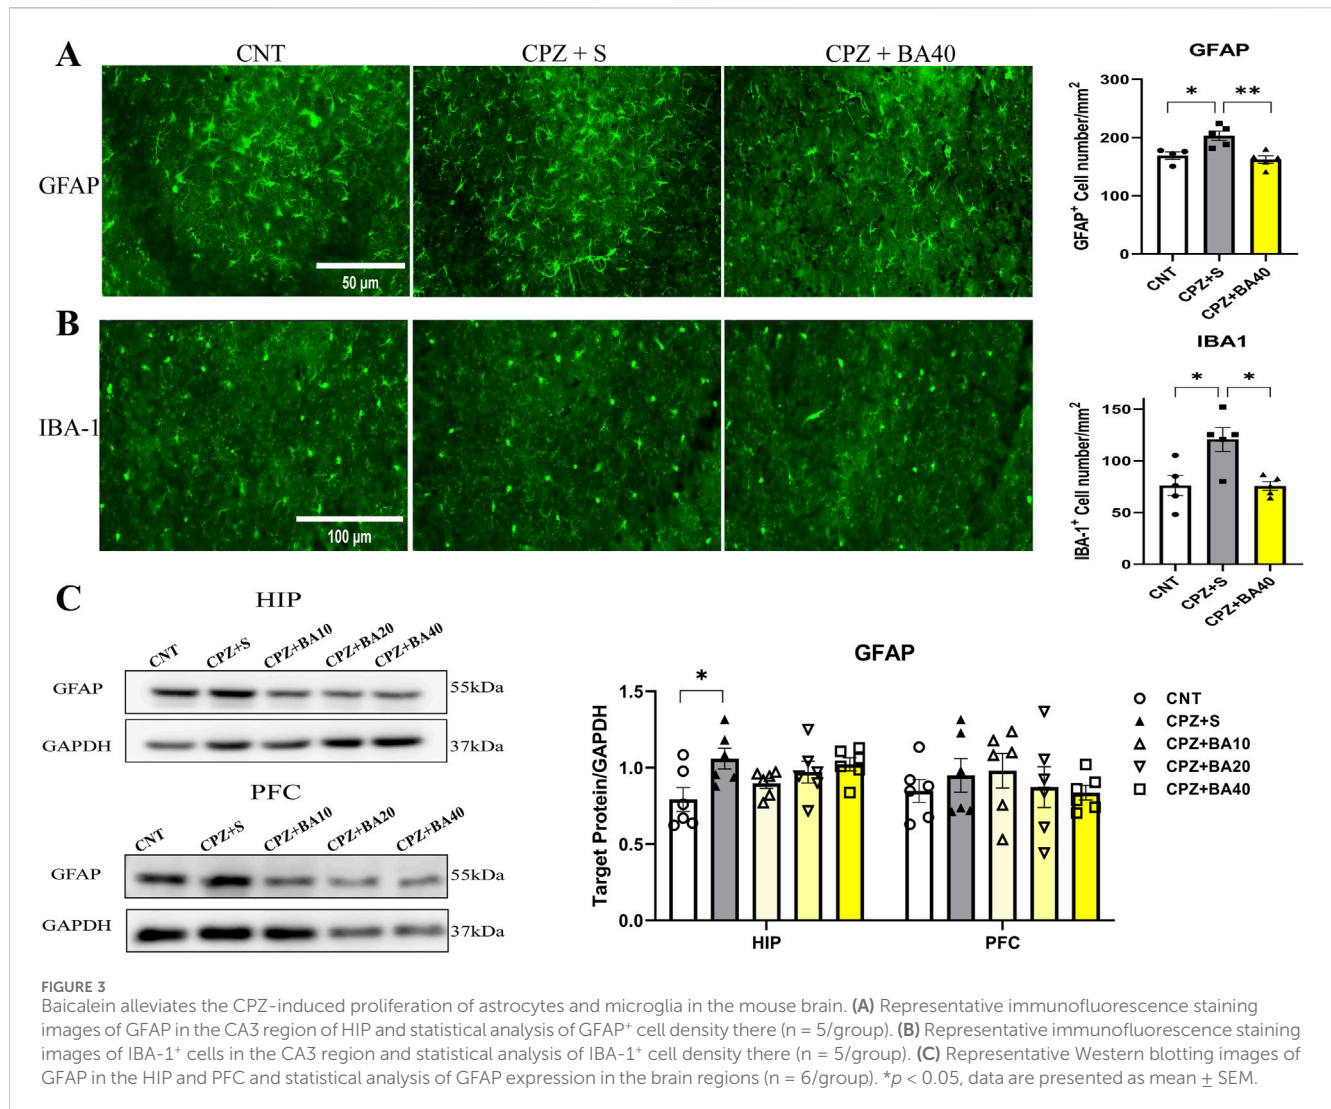 A
CNT
CPZ + S
CPZ + BA40
GFAP
50 µm
GFAP
GFAP⁺ Cell number/mm²
300
200
100
0
*
**
CNT
CPZ+S
CPZ+BA40
B
IBA-1
100 µm
IBA1
IBA-1⁺ Cell number/mm²
150
100
50
0
*
*
CNT
CPZ+S
CPZ+BA40
C
HIP
CNT
CPZ+S
CPZ+BA10
CPZ+BA20
CPZ+BA40
GFAP
55kDa
GAPDH
37kDa
PFC
CNT
CPZ+S
CPZ+BA10
CPZ+BA20
CPZ+BA40
GFAP
55kDa
GAPDH
37kDa
GFAP
Target Protein/GAPDH
1.5
1.0
0.5
0.0
*
HIP
PFC
CNT
CPZ+S
CPZ+BA10
CPZ+BA20
CPZ+BA40
FIGURE 3
Baicalein alleviates the CPZ-induced proliferation of astrocytes and microglia in the mouse brain. (A) Representative immunofluorescence staining
images of GFAP in the CA3 region of HIP and statistical analysis of GFAP⁺ cell density there (n = 5/group). (B) Representative immunofluorescence staining
images of IBA-1⁺ cells in the CA3 region and statistical analysis of IBA-1⁺ cell density there (n = 5/group). (C) Representative Western blotting images of
GFAP in the HIP and PFC and statistical analysis of GFAP expression in the brain regions (n = 6/group). *p < 0.05, data are presented as mean ± SEM.